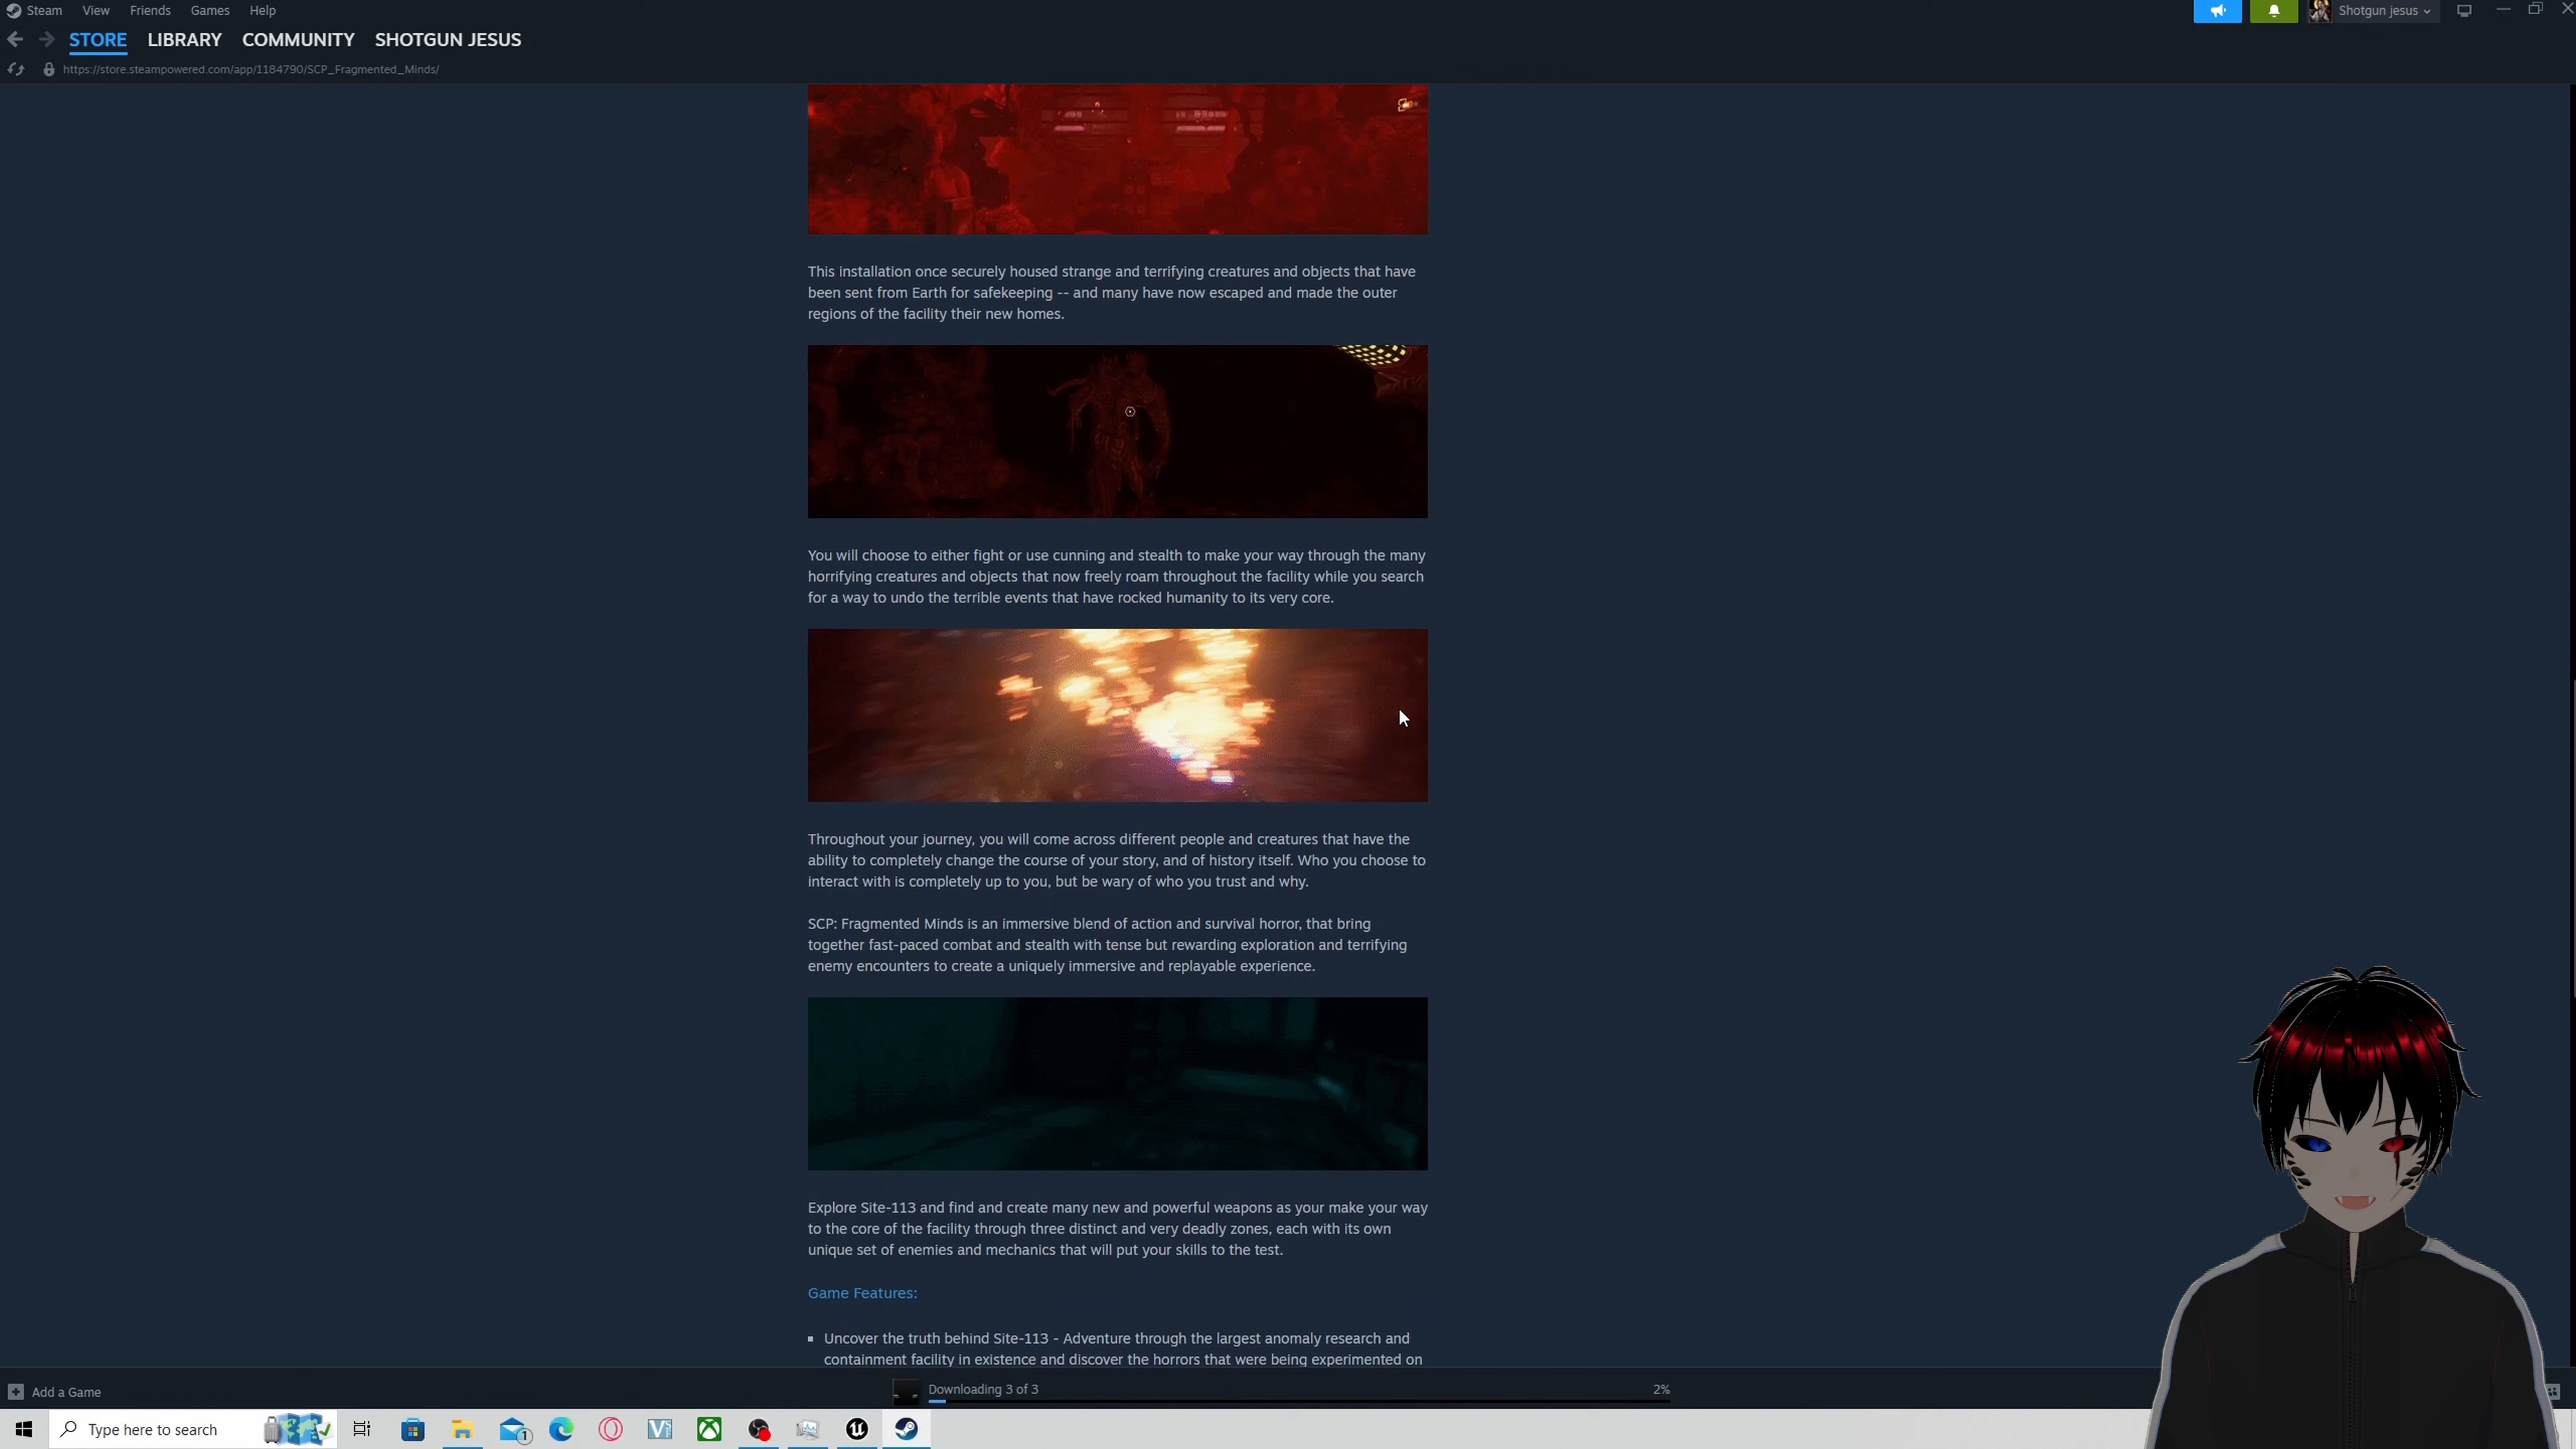 Steam View Friends Games Help Shotgun jesus
STORE LIBRARY COMMUNITY SHOTGUN JESUS
https://store.steampowered.com/app/1184790/SCP_Fragmented_Minds/
This installation once securely housed strange and terrifying creatures and objects that have
been sent from Earth for safekeeping -- and many have now escaped and made the outer
regions of the facility their new homes.
You will choose to either fight or use cunning and stealth to make your way through the many
horrifying creatures and objects that now freely roam throughout the facility while you search
for a way to undo the terrible events that have rocked humanity to its very core.
Throughout your journey, you will come across different people and creatures that have the
ability to completely change the course of your story, and of history itself. Who you choose to
interact with is completely up to you, but be wary of who you trust and why.
SCP: Fragmented Minds is an immersive blend of action and survival horror, that bring
together fast-paced combat and stealth with tense but rewarding exploration and terrifying
enemy encounters to create a uniquely immersive and replayable experience.
Explore Site-113 and find and create many new and powerful weapons as your make your way
to the core of the facility through three distinct and very deadly zones, each with its own
unique set of enemies and mechanics that will put your skills to the test.
Game Features:
Uncover the truth behind Site-113 - Adventure through the largest anomaly research and
containment facility in existence and discover the horrors that were being experimented on
Add a Game Downloading 3 of 3 2%
Type here to search 1